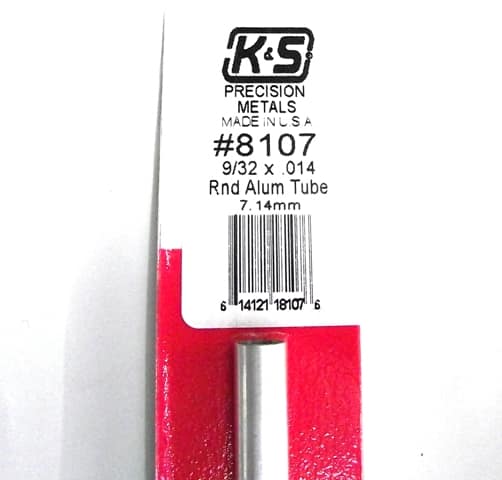 K&S
PRECISION
METALS
MADE IN U.S.A
#8107
9/32 x .014
Rnd Alum Tube
7.14mm
6 14121 18107 6